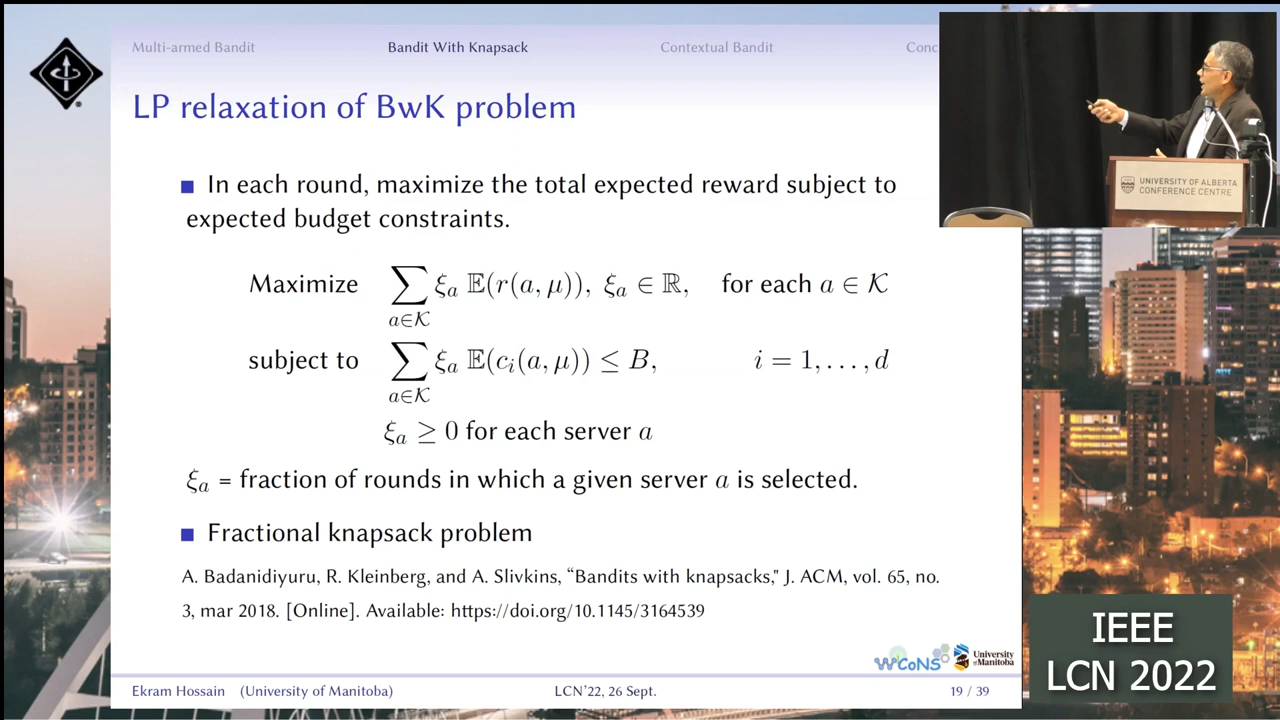 Multi-armed Bandit Bandit With Knapsack Contextual Bandit Conc
LP relaxation of BwK problem
In each round, maximize the total expected reward subject to
expected budget constraints.
Maximize ∑_{a∈𝒦} ξ_a 𝔼(r(a, μ)), ξ_a ∈ ℝ, for each a ∈ 𝒦
subject to ∑_{a∈𝒦} ξ_a 𝔼(c_i(a, μ)) ≤ B, i = 1, . . . , d
ξ_a ≥ 0 for each server a
ξ_a = fraction of rounds in which a given server a is selected.
Fractional knapsack problem
A. Badanidiyuru, R. Kleinberg, and A. Slivkins, “Bandits with knapsacks," J. ACM, vol. 65, no.
3, mar 2018. [Online]. Available: https://doi.org/10.1145/3164539
WCoNS
University
of Manitoba
Ekram Hossain (University of Manitoba) LCN'22, 26 Sept. 19 / 39
UNIVERSITY OF ALBERTA
CONFERENCE CENTRE
IEEE
LCN 2022